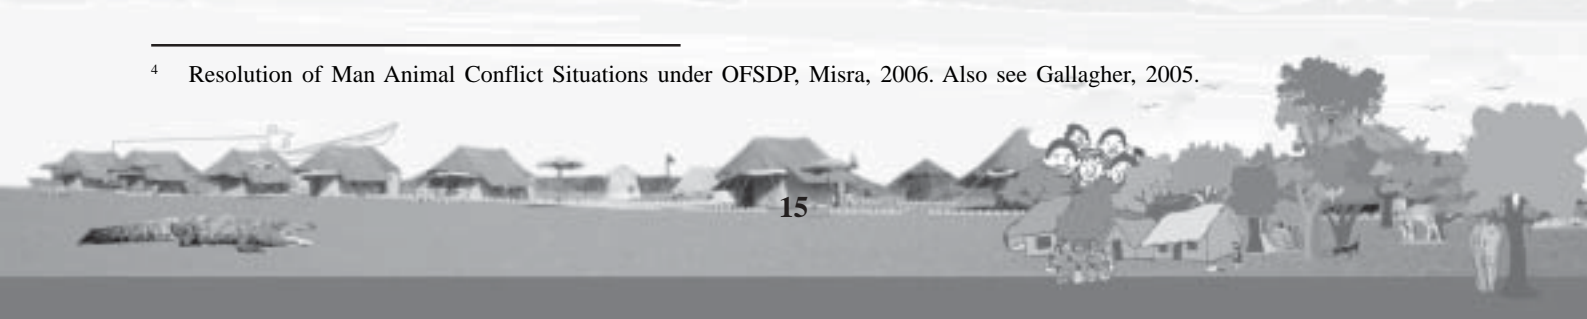 4 Resolution of Man Animal Conflict Situations under OFSDP, Misra, 2006. Also see Gallagher, 2005.
15